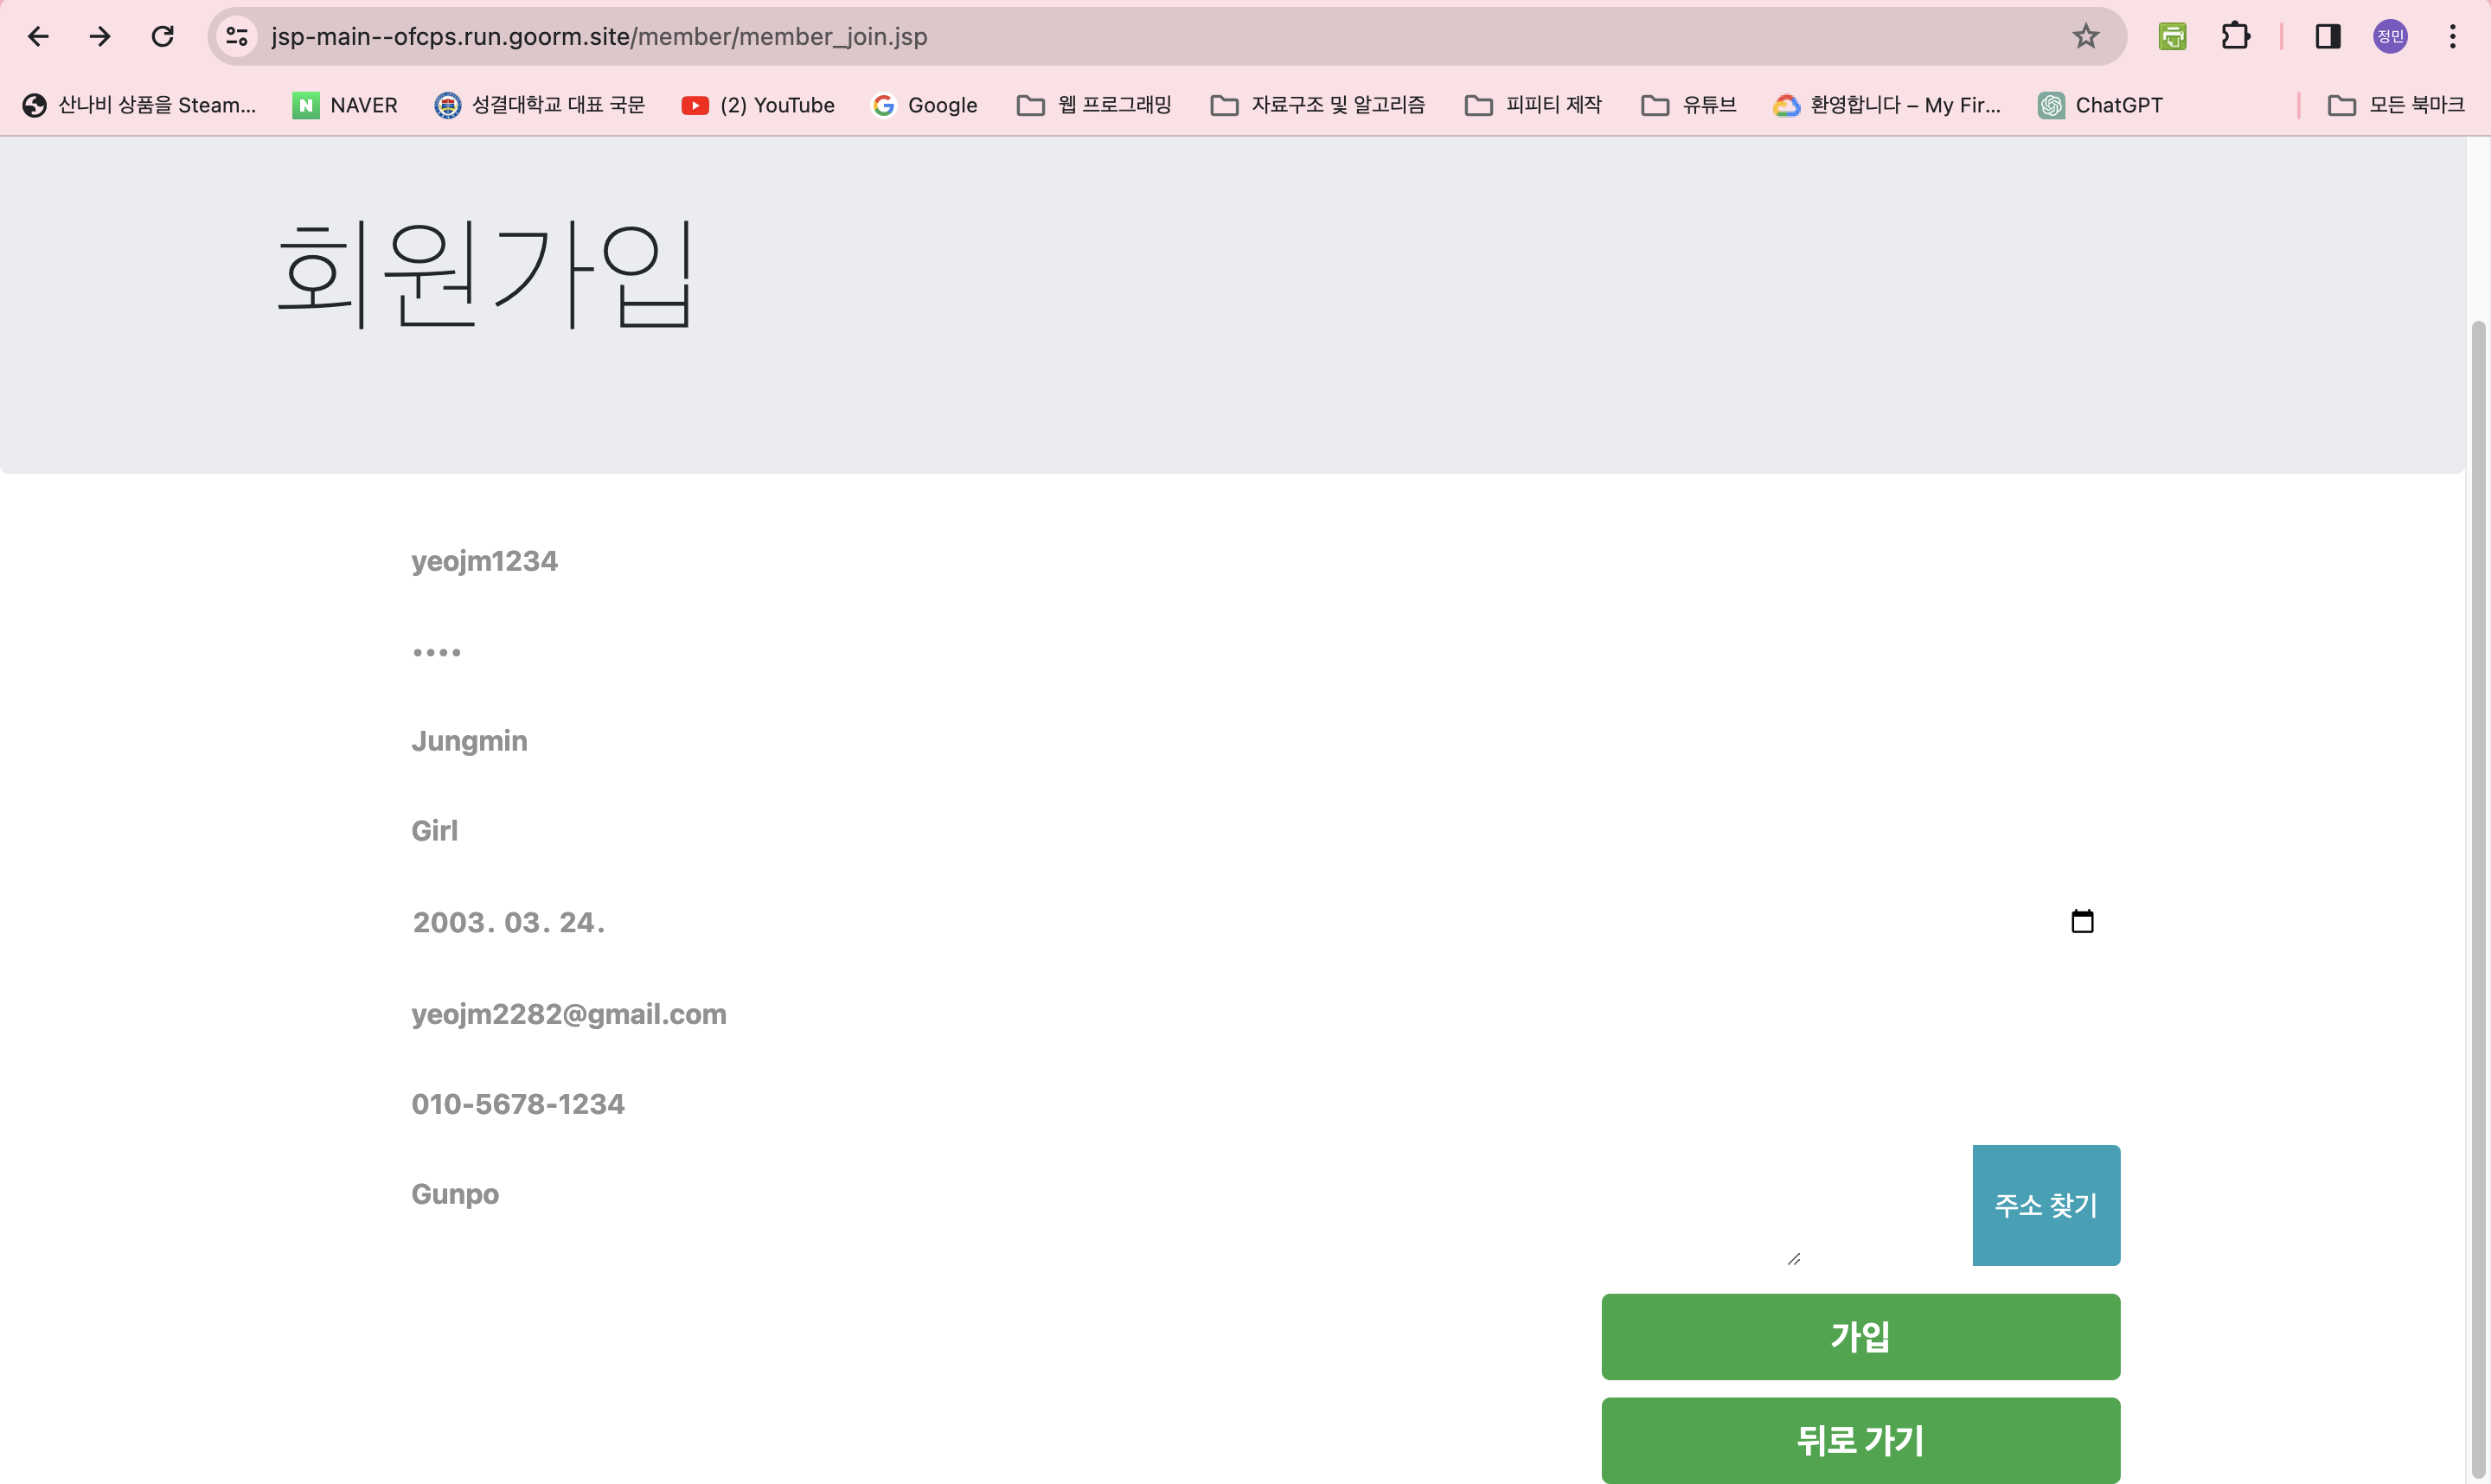 jsp-main--ofcps.run.goorm.site/member/member_join.jsp
정민
산나비 상품을 Steam... NAVER 성결대학교 대표 국문 (2) YouTube Google 웹 프로그래밍 자료구조 및 알고리즘 피피티 제작 유튜브 환영합니다 – My Fir... ChatGPT 모든 북마크
회원가입
yeojm1234
••••
Jungmin
Girl
2003. 03. 24.
yeojm2282@gmail.com
010-5678-1234
Gunpo
주소 찾기
가입
뒤로 가기